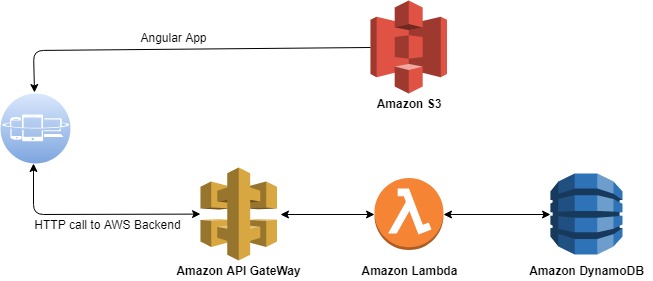 Angular App
Amazon S3
HTTP call to AWS Backend
Amazon API GateWay
Amazon Lambda
Amazon DynamoDB